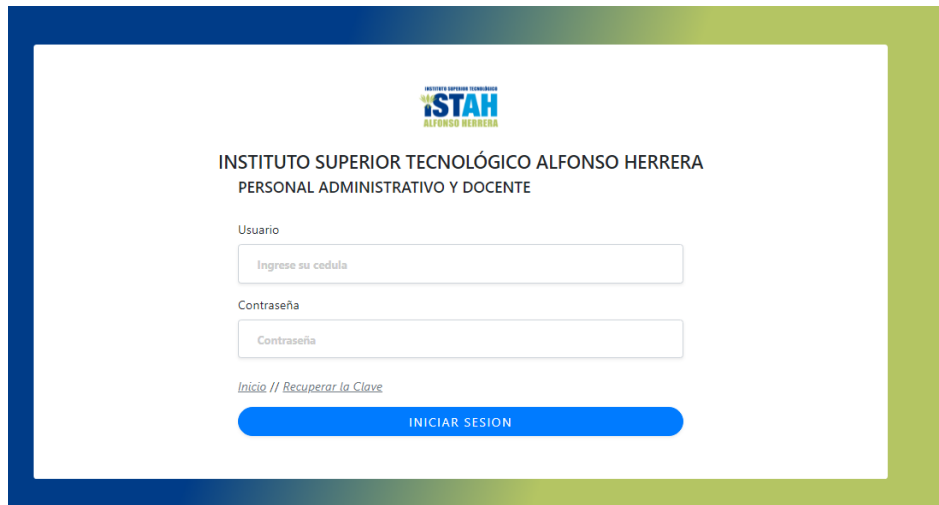 INSTITUTO SUPERIOR TECNOLÓGICO
ISTAH
ALFONSO HERRERA
INSTITUTO SUPERIOR TECNOLÓGICO ALFONSO HERRERA
PERSONAL ADMINISTRATIVO Y DOCENTE
Usuario
Ingrese su cedula
Contraseña
Contraseña
Inicio // Recuperar la Clave
INICIAR SESION